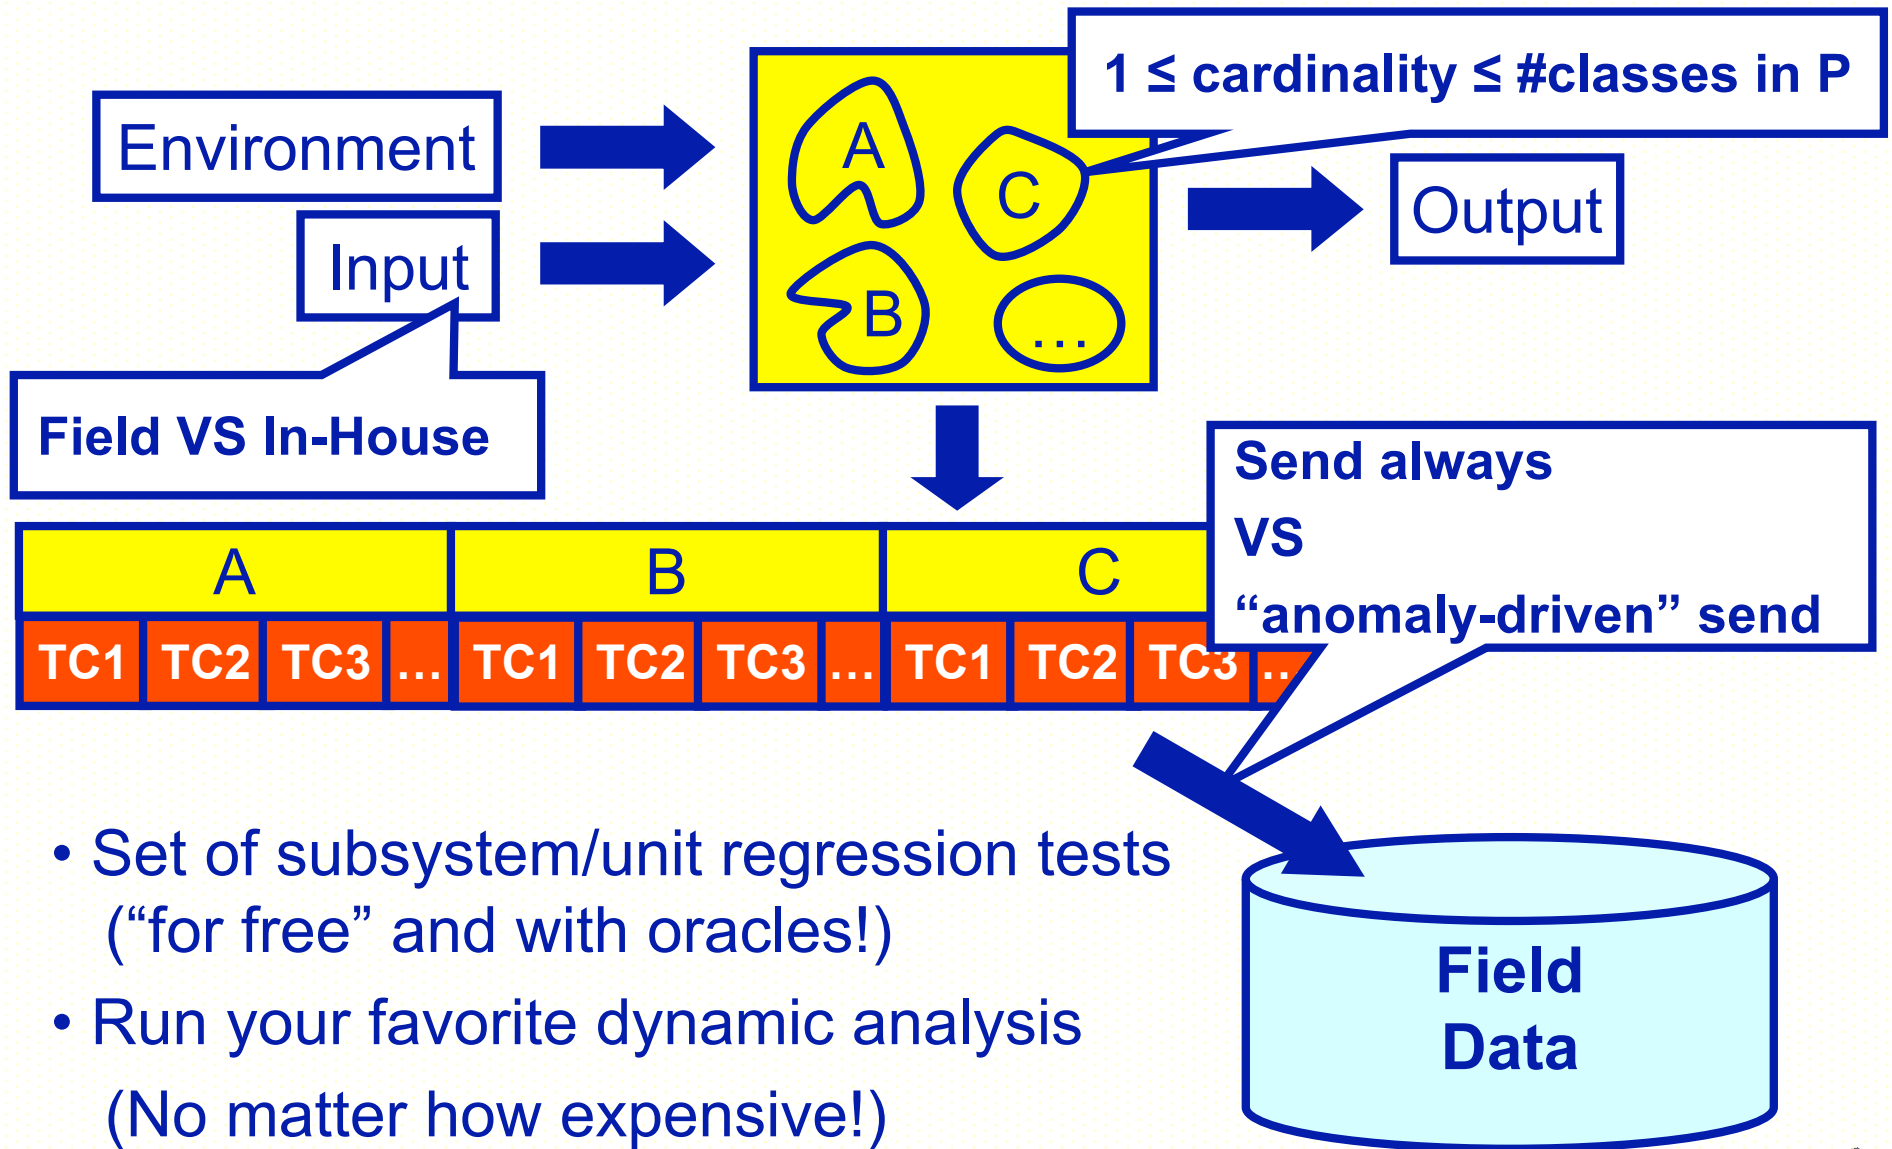 1 ≤ cardinality ≤ #classes in P
Environment
A
C
Output
Input
B
...
Field VS In-House
Send always
VS
“anomaly-driven” send
A
B
C
TC1 TC2 TC3 ... TC1 TC2 TC3 ... TC1 TC2 TC3 ...
• Set of subsystem/unit regression tests
(“for free” and with oracles!)
• Run your favorite dynamic analysis
(No matter how expensive!)
Field
Data